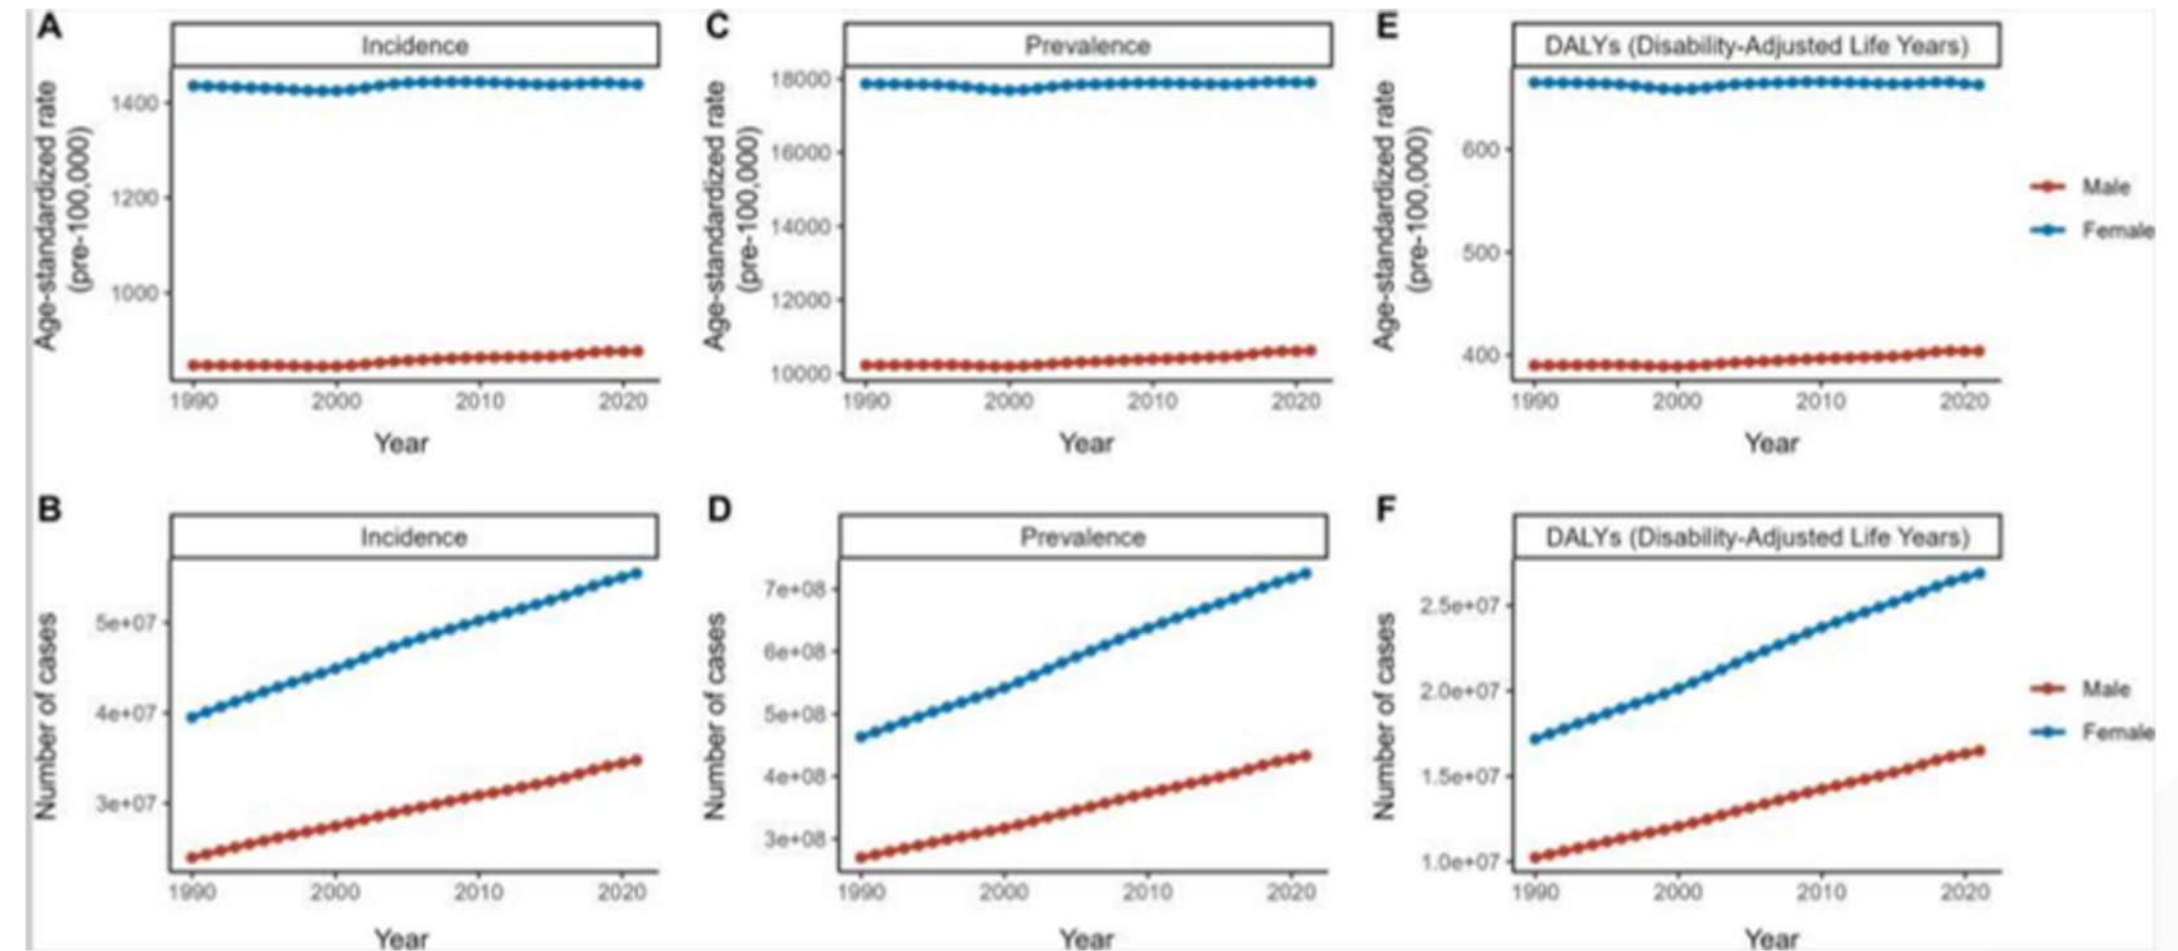 A
Incidence
Age-standardized rate
(pre-100,000)
1400
1200
1000
1990 2000 2010 2020
Year
C
Prevalence
Age-standardized rate
(pre-100,000)
18000
16000
14000
12000
10000
1990 2000 2010 2020
Year
E
DALYs (Disability-Adjusted Life Years)
Age-standardized rate
(pre-100,000)
600
500
400
1990 2000 2010 2020
Year
Male
Female
B
Incidence
Number of cases
5e+07
4e+07
3e+07
1990 2000 2010 2020
Year
D
Prevalence
Number of cases
7e+08
6e+08
5e+08
4e+08
3e+08
1990 2000 2010 2020
Year
F
DALYs (Disability-Adjusted Life Years)
Number of cases
2.5e+07
2.0e+07
1.5e+07
1.0e+07
1990 2000 2010 2020
Year
Male
Female